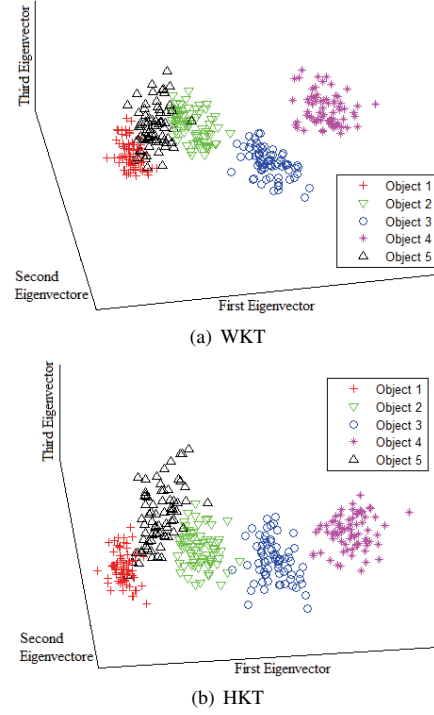 Third Eigenvector
Second
Eigenvectore
First Eigenvector
Object 1
Object 2
Object 3
Object 4
Object 5
(a) WKT
Third Eigenvector
Second
Eigenvectore
First Eigenvector
Object 1
Object 2
Object 3
Object 4
Object 5
(b) HKT